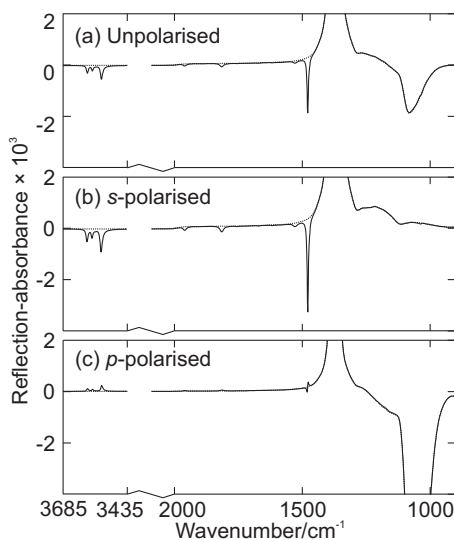 (a) Unpolarised
2
0
-2
(b) s-polarised
2
0
-2
(c) p-polarised
2
0
-2
Reflection-absorbance × 10³
3685 3435 2000 1500 1000
Wavenumber/cm⁻¹